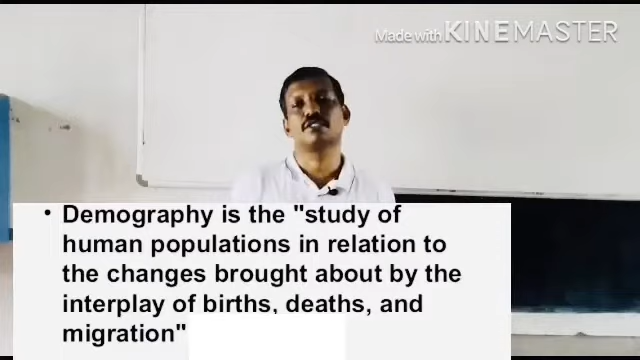 Made with KINEMASTER
• Demography is the "study of
human populations in relation to
the changes brought about by the
interplay of births, deaths, and
migration"